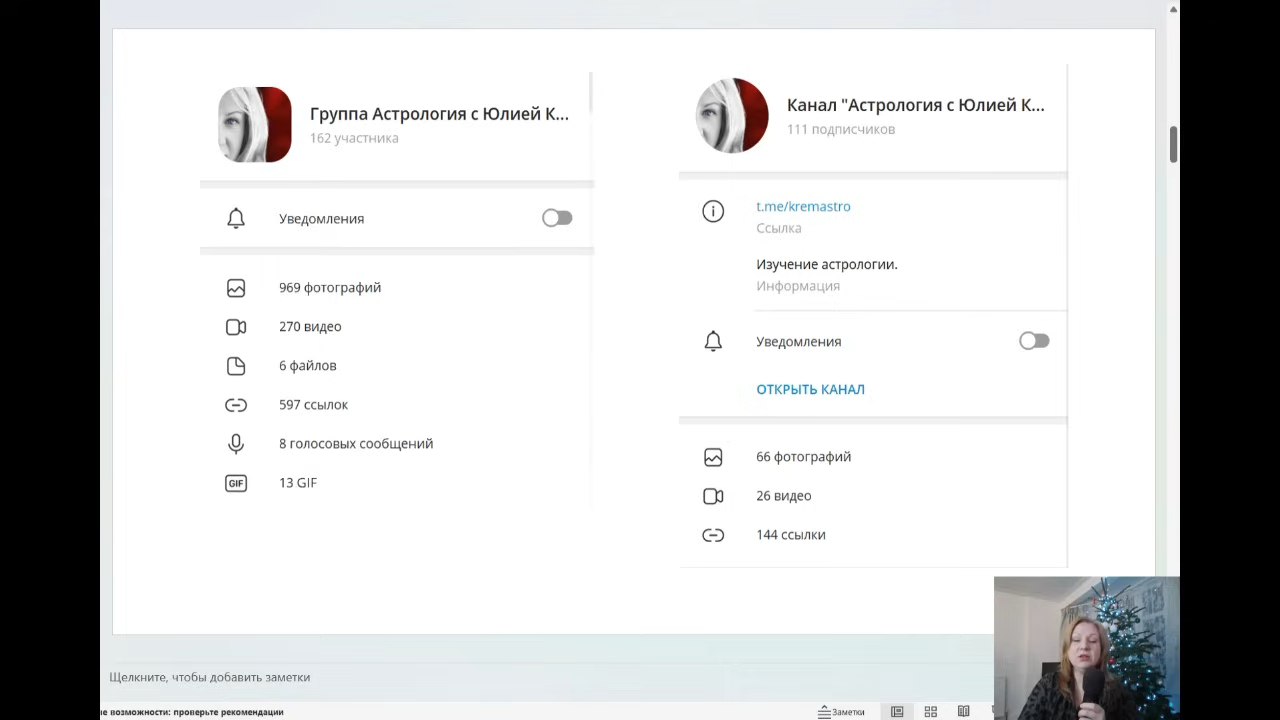 Группа Астрология с Юлией К...
162 участника
Уведомления
969 фотографий
270 видео
6 файлов
597 ссылок
8 голосовых сообщений
GIF
13 GIF
Канал "Астрология с Юлией К...
111 подписчиков
t.me/kremastro
Ссылка
Изучение астрологии.
Информация
Уведомления
ОТКРЫТЬ КАНАЛ
66 фотографий
26 видео
144 ссылки
Щелкните, чтобы добавить заметки
е возможности: проверьте рекомендации
Заметки